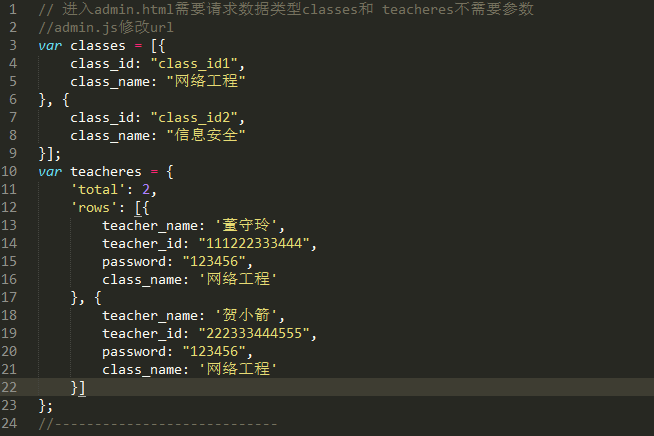 1 // 进入admin.html需要请求数据类型classes和 teacheres不需要参数
2 //admin.js修改url
3 var classes = [{
4 class_id: "class_id1",
5 class_name: "网络工程"
6 }, {
7 class_id: "class_id2",
8 class_name: "信息安全"
9 }];
10 var teacheres = {
11 'total': 2,
12 'rows': [{
13 teacher_name: '董守玲',
14 teacher_id: "111222333444",
15 password: "123456",
16 class_name: '网络工程'
17 }, {
18 teacher_name: '贺小箭',
19 teacher_id: "222333444555",
20 password: "123456",
21 class_name: '网络工程'
22 }]
23 };
24 //----------------------------